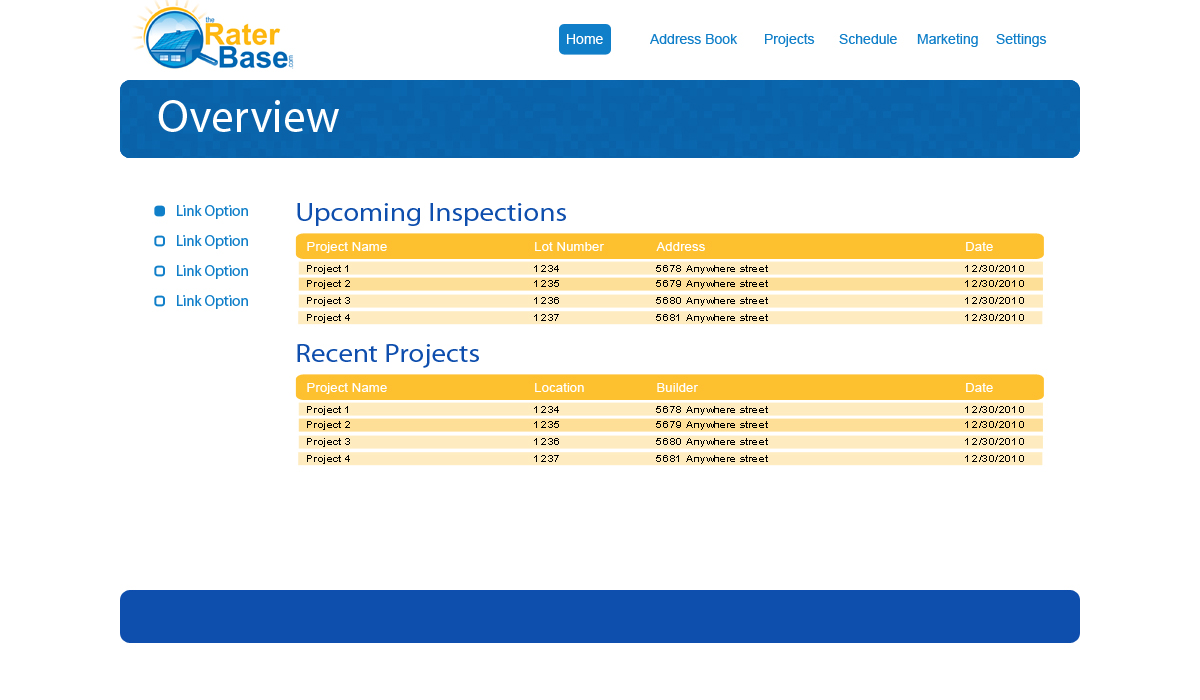 the
Rater
Base.com
Home Address Book Projects Schedule Marketing Settings
Overview
Link Option
Link Option
Link Option
Link Option
Upcoming Inspections
Project Name Lot Number Address Date
Project 1 1234 5678 Anywhere street 12/30/2010
Project 2 1235 5679 Anywhere street 12/30/2010
Project 3 1236 5680 Anywhere street 12/30/2010
Project 4 1237 5681 Anywhere street 12/30/2010
Recent Projects
Project Name Location Builder Date
Project 1 1234 5678 Anywhere street 12/30/2010
Project 2 1235 5679 Anywhere street 12/30/2010
Project 3 1236 5680 Anywhere street 12/30/2010
Project 4 1237 5681 Anywhere street 12/30/2010